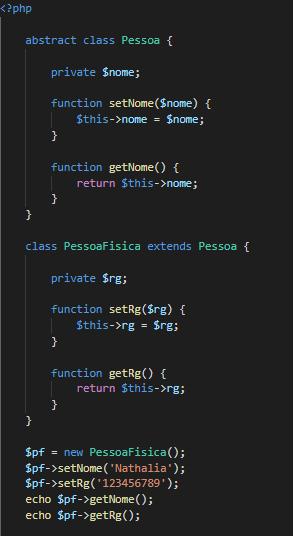 <?php
abstract class Pessoa {
private $nome;
function setNome($nome) {
$this->nome = $nome;
}
function getNome() {
return $this->nome;
}
}
class PessoaFisica extends Pessoa {
private $rg;
function setRg($rg) {
$this->rg = $rg;
}
function getRg() {
return $this->rg;
}
}
$pf = new PessoaFisica();
$pf->setNome('Nathalia');
$pf->setRg('123456789');
echo $pf->getNome();
echo $pf->getRg();